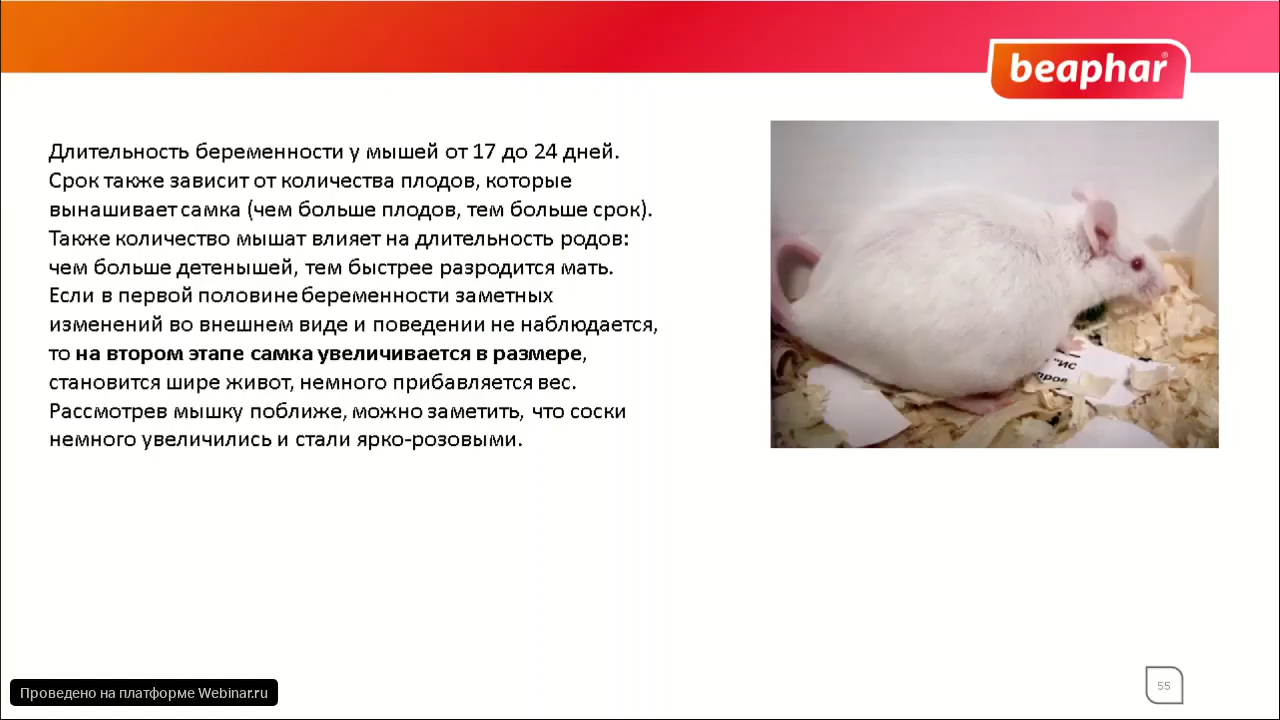 beaphar®
Длительность беременности у мышей от 17 до 24 дней.
Срок также зависит от количества плодов, которые
вынашивает самка (чем больше плодов, тем больше срок).
Также количество мышат влияет на длительность родов:
чем больше детенышей, тем быстрее разродится мать.
Если в первой половине беременности заметных
изменений во внешнем виде и поведении не наблюдается,
то на втором этапе самка увеличивается в размере,
становится шире живот, немного прибавляется вес.
Рассмотрев мышку поближе, можно заметить, что соски
немного увеличились и стали ярко-розовыми.
"ИС
Проведено на платформе Webinar.ru
55